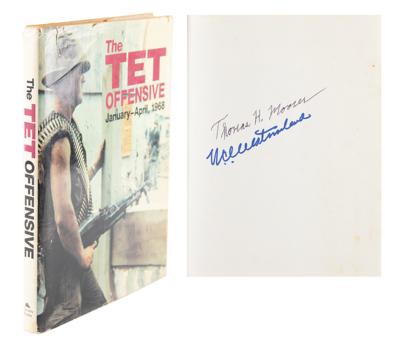 The
TET
OFFENSIVE
January–April, 1968
The TET OFFENSIVE
Thomas H. Moorer
W.C. Westmoreland